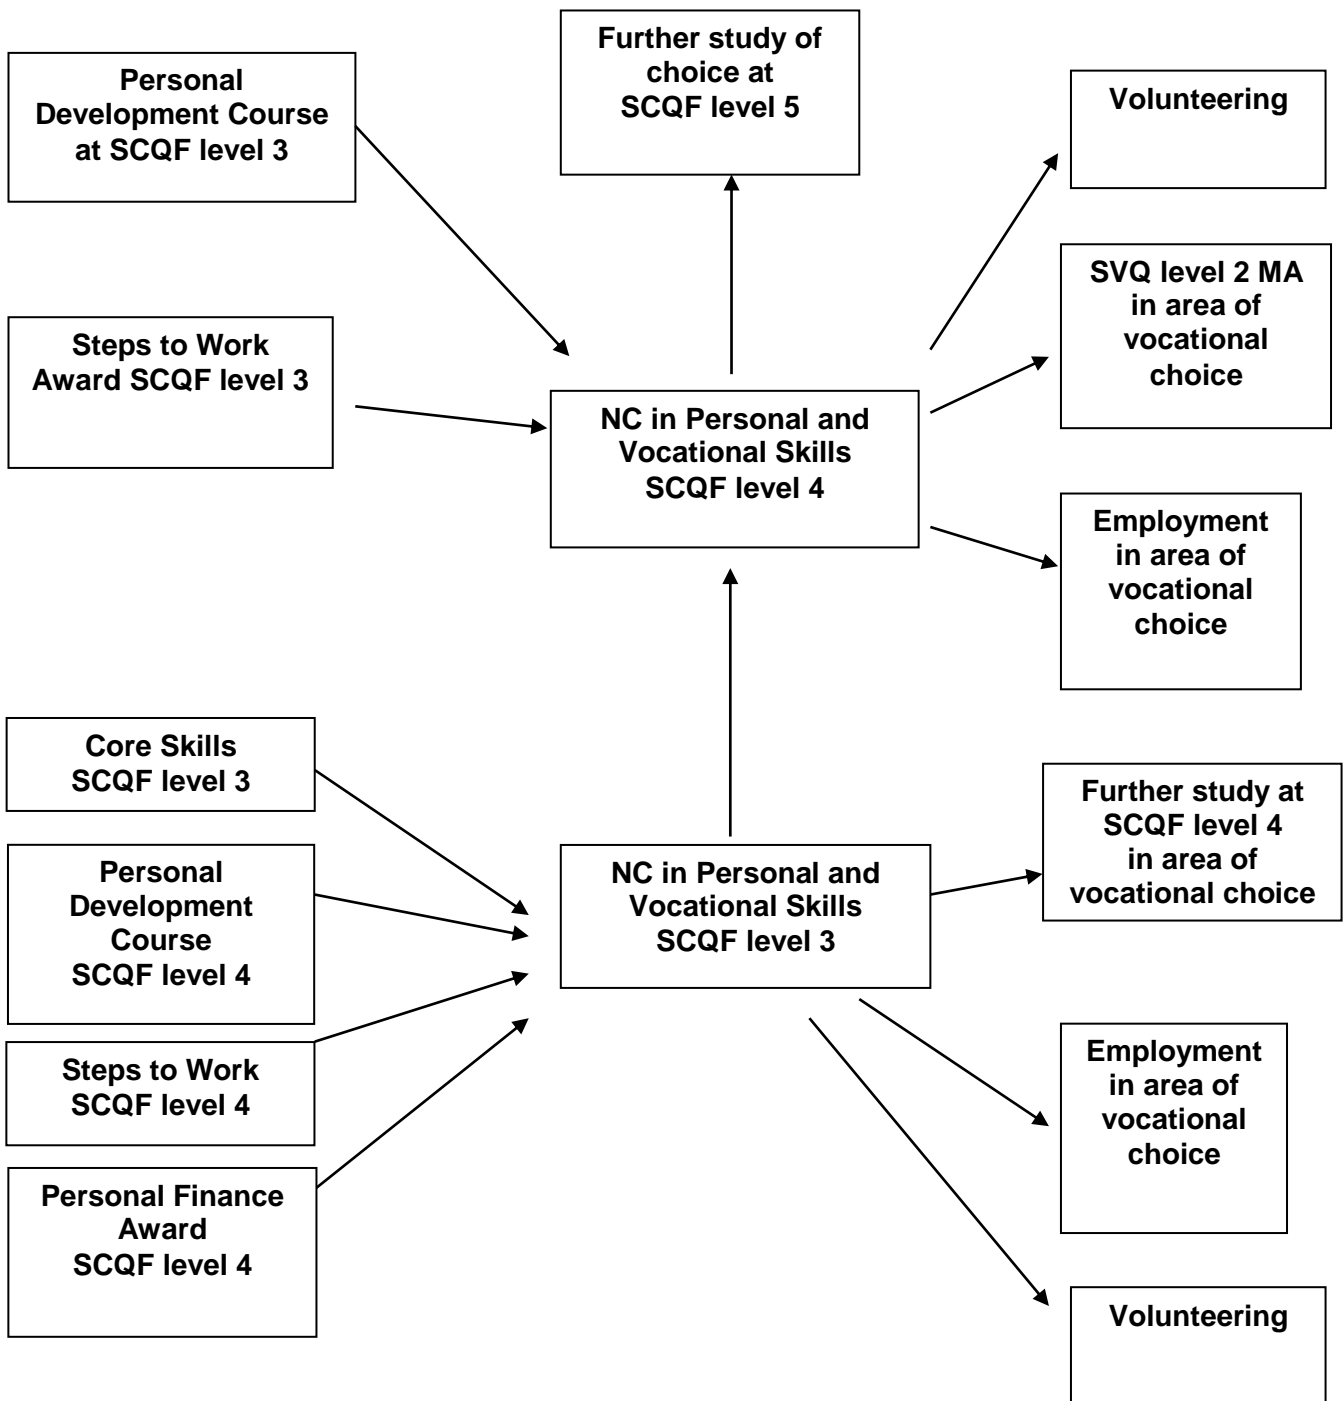 Personal
Development Course
at SCQF level 3
Further study of
choice at
SCQF level 5
Volunteering
SVQ level 2 MA
in area of
vocational
choice
Steps to Work
Award SCQF level 3
NC in Personal and
Vocational Skills
SCQF level 4
Employment
in area of
vocational
choice
Core Skills
SCQF level 3
Personal
Development
Course
SCQF level 4
Steps to Work
SCQF level 4
Personal Finance
Award
SCQF level 4
NC in Personal and
Vocational Skills
SCQF level 3
Further study at
SCQF level 4
in area of
vocational choice
Employment
in area of
vocational
choice
Volunteering